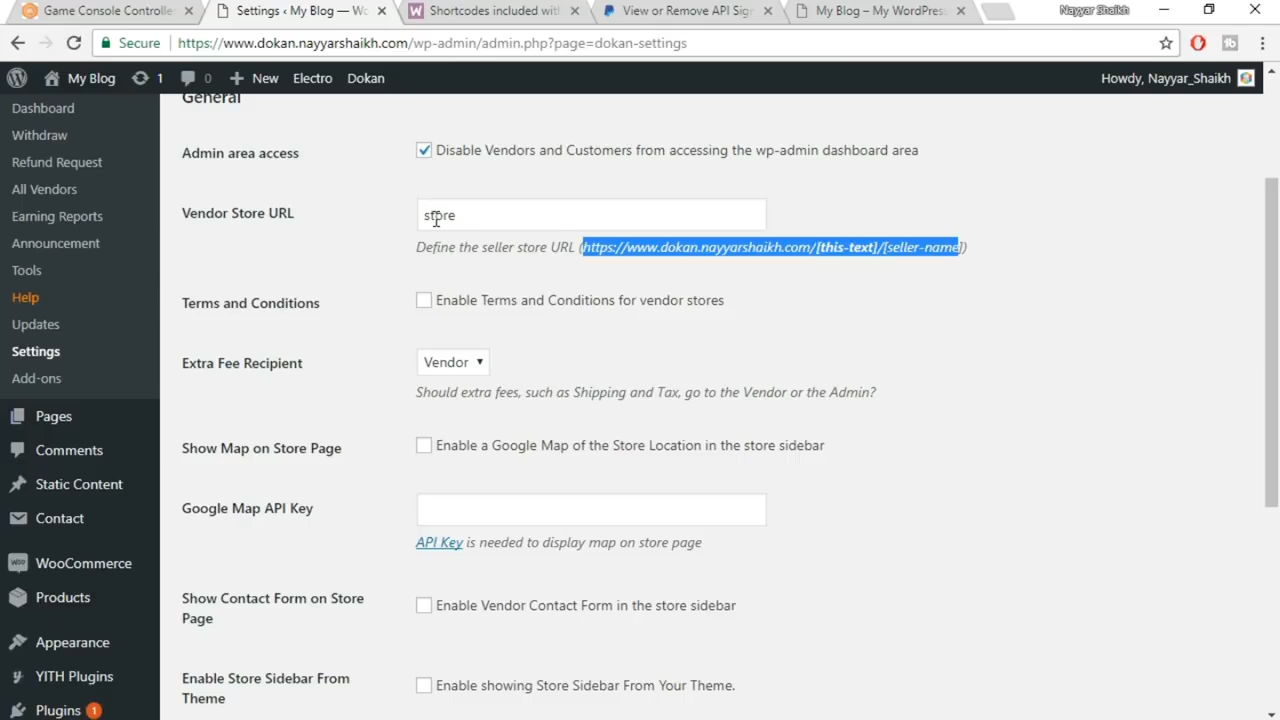 Game Console Controlle
Settings ‹ My Blog — Wo
Shortcodes included with
View or Remove API Sig
My Blog – My WordPress
Nayyar Shaikh
Secure
https://www.dokan.nayyarshaikh.com/wp-admin/admin.php?page=dokan-settings
My Blog 1 0 New Electro Dokan
Howdy, Nayyar_Shaikh
Dashboard
Withdraw
Refund Request
All Vendors
Earning Reports
Announcement
Tools
Help
Updates
Settings
Add-ons
Pages
Comments
Static Content
Contact
WooCommerce
Products
Appearance
YITH Plugins
Plugins 1
General
Admin area access
Disable Vendors and Customers from accessing the wp-admin dashboard area
Vendor Store URL
store
Define the seller store URL (https://www.dokan.nayyarshaikh.com/[this-text]/[seller-name])
Terms and Conditions
Enable Terms and Conditions for vendor stores
Extra Fee Recipient
Vendor
Should extra fees, such as Shipping and Tax, go to the Vendor or the Admin?
Show Map on Store Page
Enable a Google Map of the Store Location in the store sidebar
Google Map API Key
API Key is needed to display map on store page
Show Contact Form on Store
Page
Enable Vendor Contact Form in the store sidebar
Enable Store Sidebar From
Theme
Enable showing Store Sidebar From Your Theme.